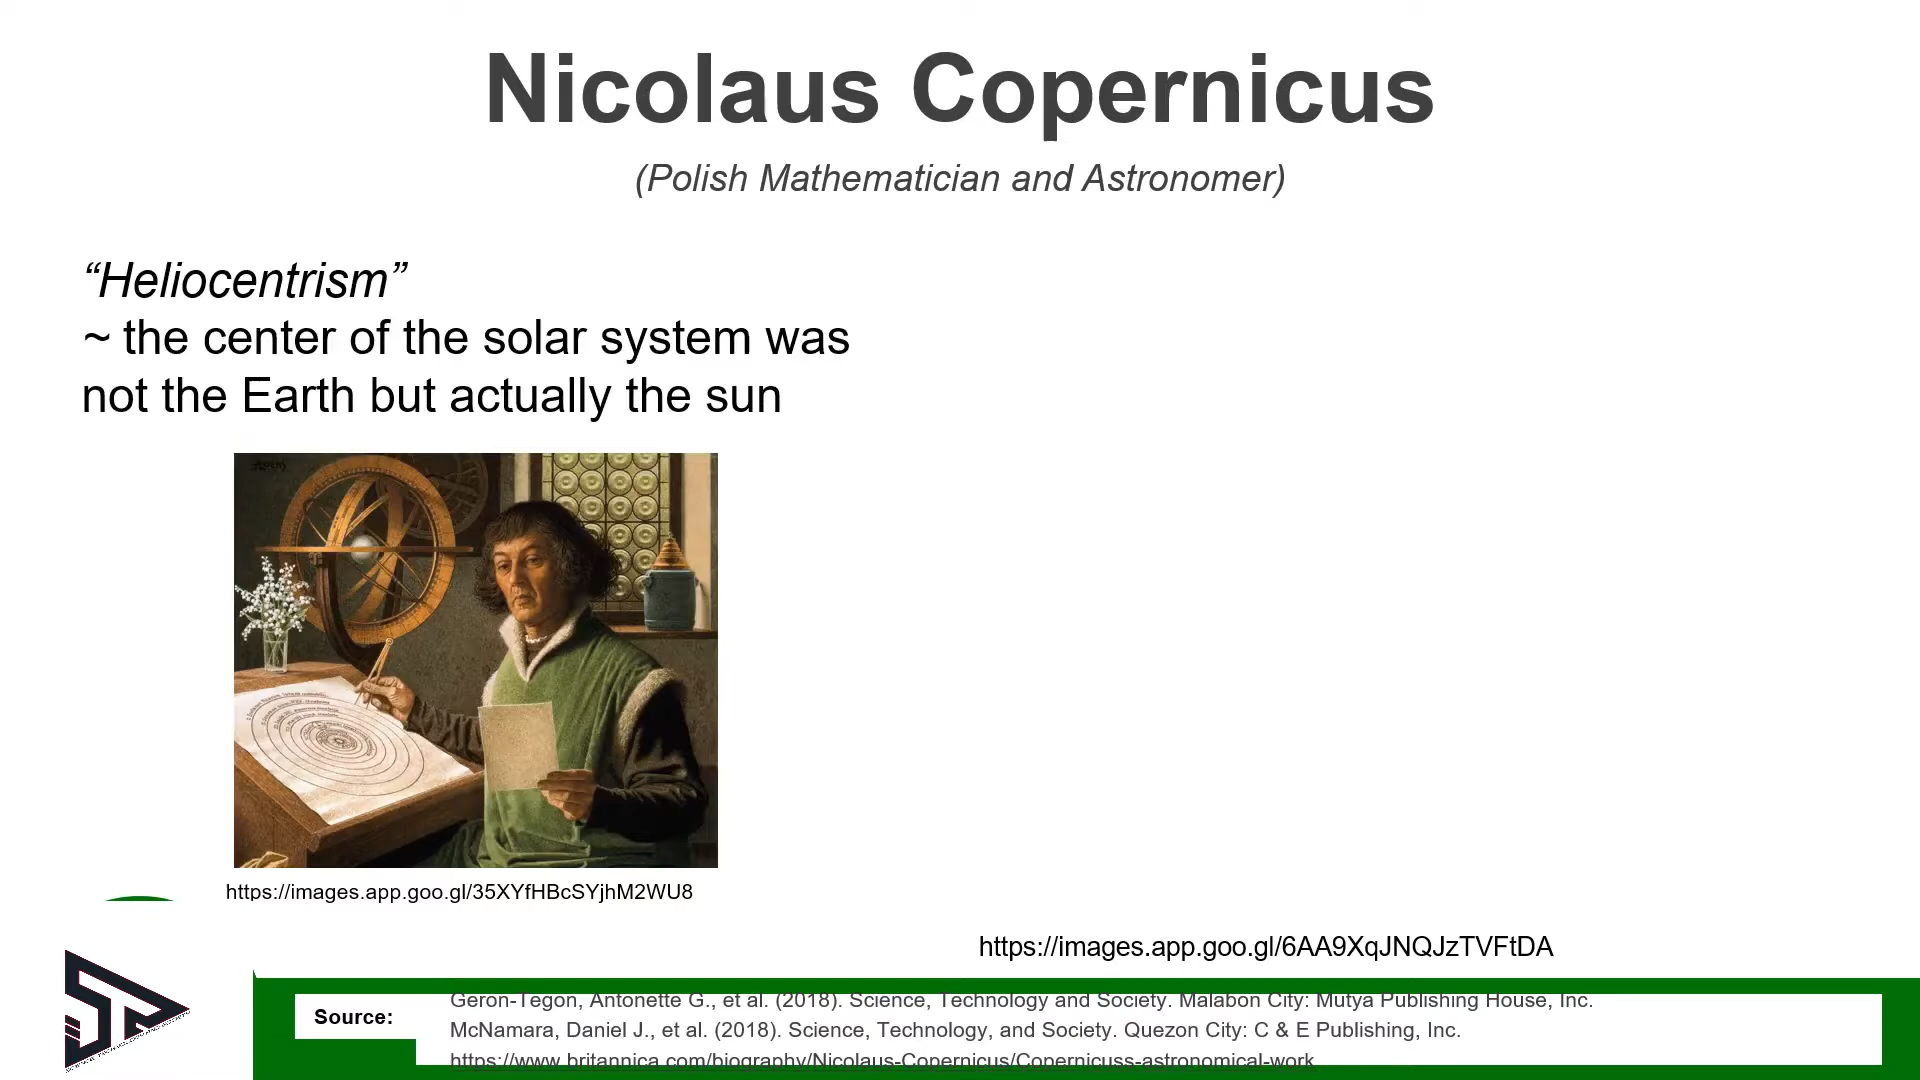 Nicolaus Copernicus
(Polish Mathematician and Astronomer)
“Heliocentrism”
~ the center of the solar system was
not the Earth but actually the sun
https://images.app.goo.gl/35XYfHBcSYjhM2WU8
https://images.app.goo.gl/6AA9XqJNQJzTVFtDA
Source:
Geron-Tegon, Antonette G., et al. (2018). Science, Technology and Society. Malabon City: Mutya Publishing House, Inc.
McNamara, Daniel J., et al. (2018). Science, Technology, and Society. Quezon City: C & E Publishing, Inc.
https://www.britannica.com/biography/Nicolaus-Copernicus/Copernicuss-astronomical-work